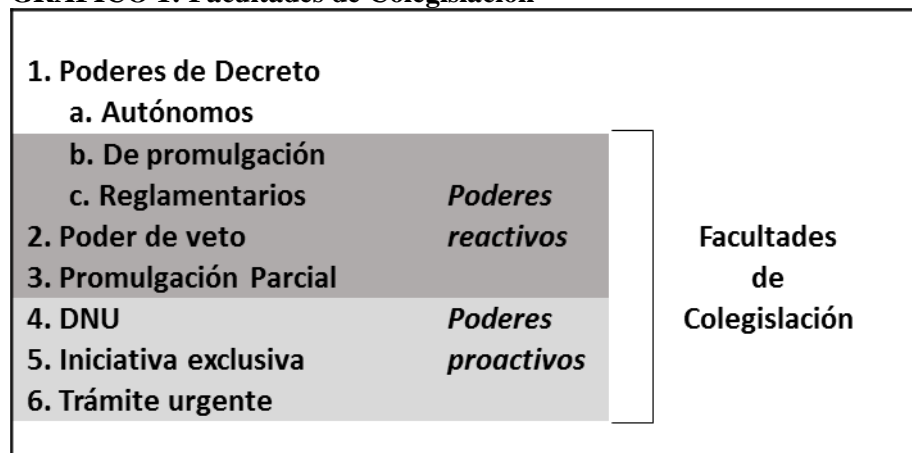 GRÁFICO 1: Facultades de Colegislación
1. Poderes de Decreto
a. Autónomos
b. De promulgación
c. Reglamentarios
Poderes
2. Poder de veto
reactivos
3. Promulgación Parcial
4. DNU
Poderes
5. Iniciativa exclusiva
proactivos
6. Trámite urgente
Facultades
de
Colegislación